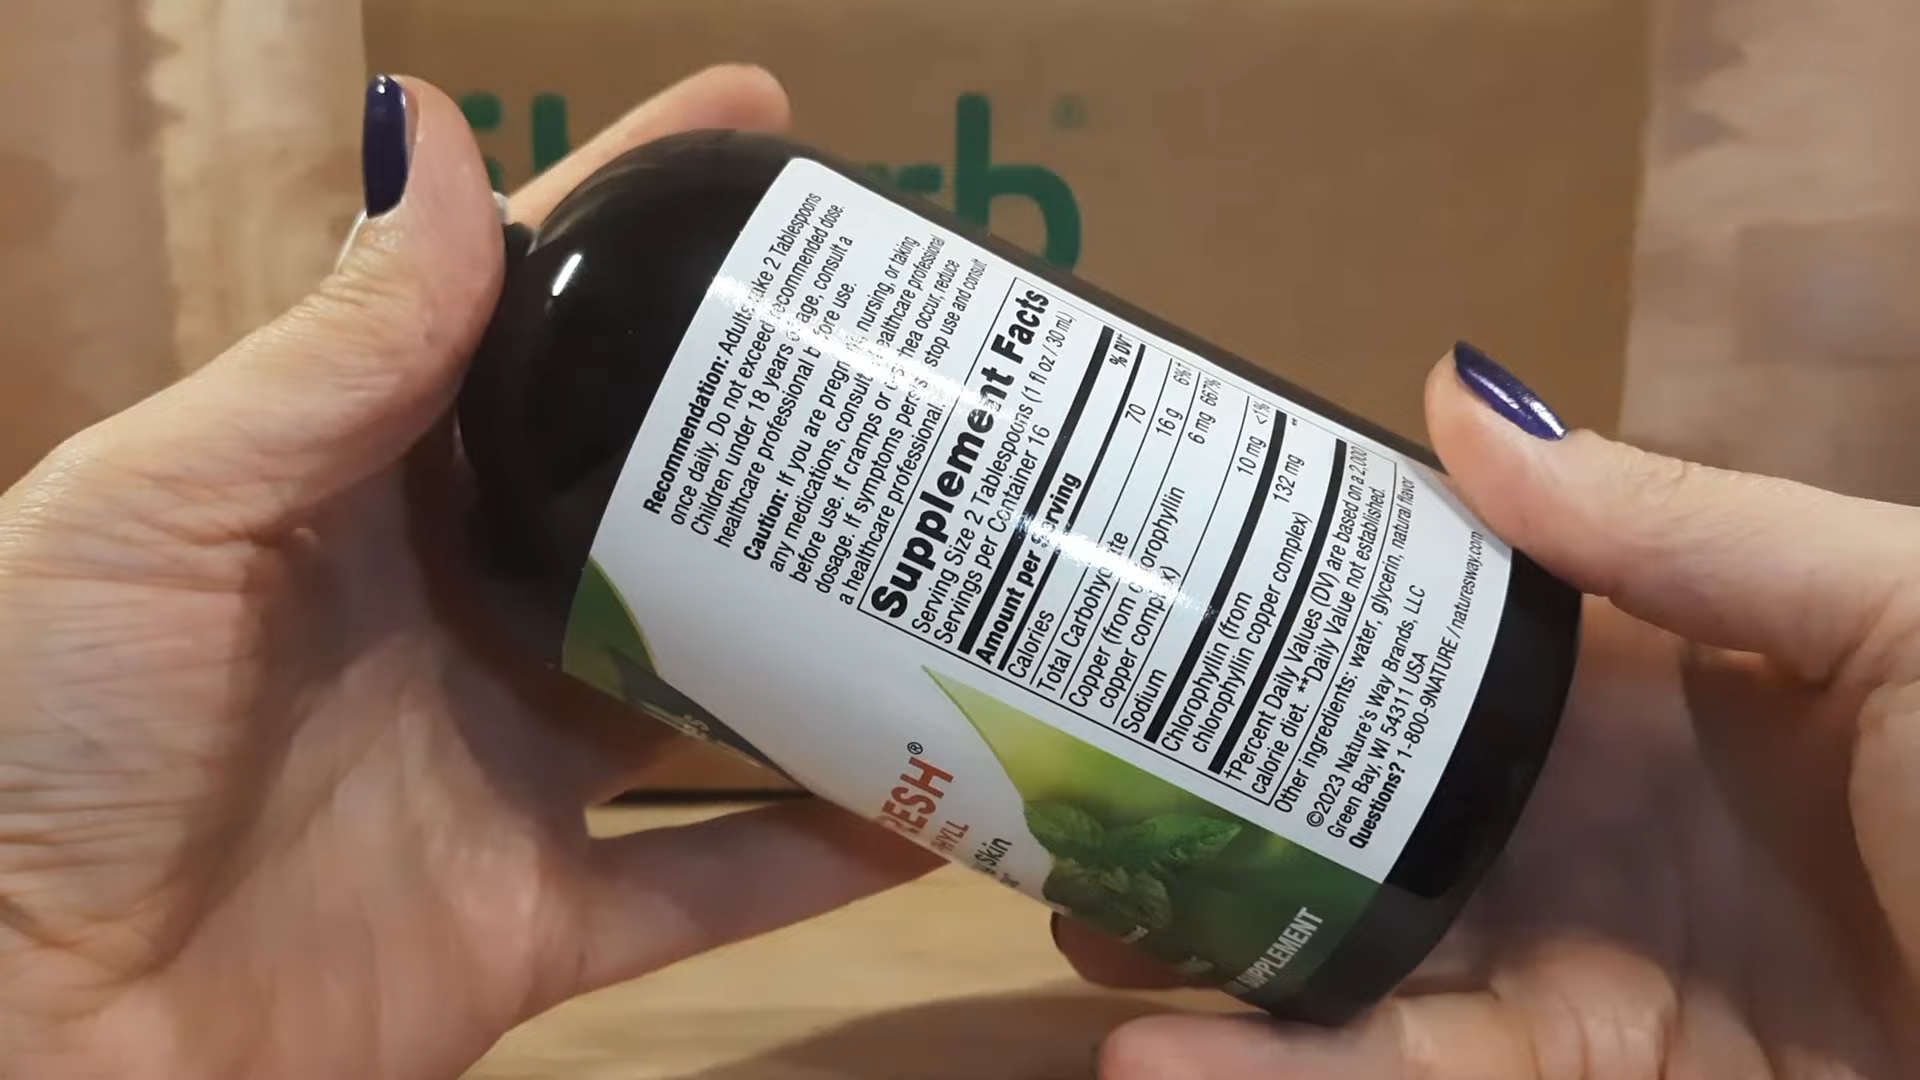 Recommendation: Adults take 2 Tablespoons
once daily. Do not exceed recommended dose.
Children under 18 years of age, consult a
healthcare professional before use.
Caution: If you are pregnant, nursing, or taking
any medications, consult a healthcare professional
before use. If cramps or diarrhea occur, reduce
dosage. If symptoms persist, stop use and consult
a healthcare professional.
Supplement Facts
Serving Size 2 Tablespoons (1 fl oz / 30 mL)
Servings per Container 16
Amount per serving % DV†
Calories 70
Total Carbohydrate 16 g 6%†
Copper (from chlorophyllin 6 mg 667%
copper complex)
Sodium 10 mg <1%
Chlorophyllin (from 132 mg **
chlorophyllin copper complex)
†Percent Daily Values (DV) are based on a 2,000
calorie diet. **Daily Value not established.
Other ingredients: water, glycerin, natural flavor
©2023 Nature's Way Brands, LLC
Green Bay, WI 54311 USA
Questions? 1-800-9NATURE / naturesway.com
RESH®
HYLL
Skin
SUPPLEMENT